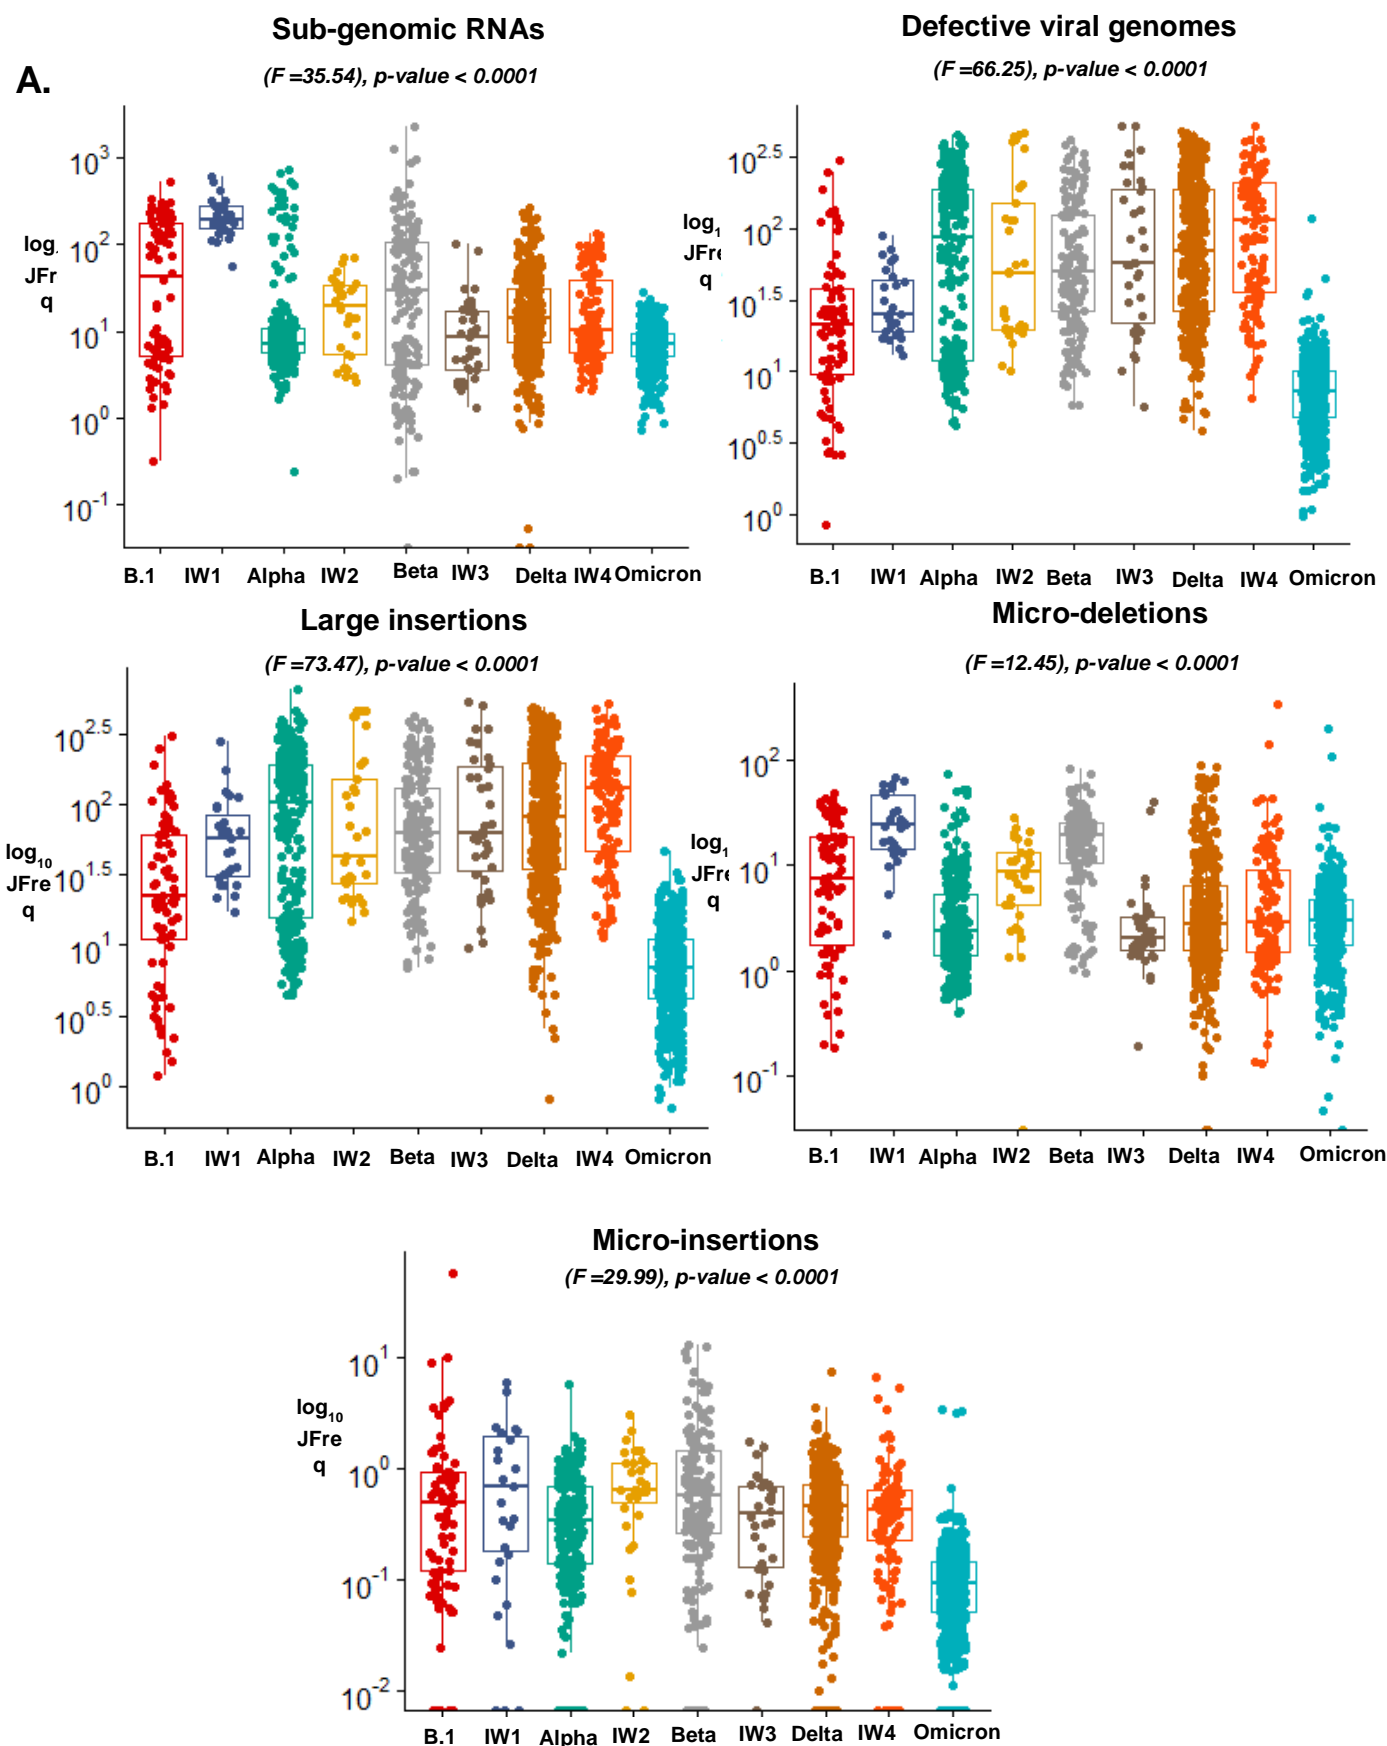 Sub-genomic RNAs
(F =35.54), p-value < 0.0001
A.
10^3
10^2
10^1
10^0
10^-1
log
JFr
q
B.1 IW1 Alpha IW2 Beta IW3 Delta IW4 Omicron
Defective viral genomes
(F =66.25), p-value < 0.0001
10^2.5
10^2
10^1.5
10^1
10^0.5
10^0
log1
JFre
q
B.1 IW1 Alpha IW2 Beta IW3 Delta IW4 Omicron
Large insertions
(F =73.47), p-value < 0.0001
10^2.5
10^2
10^1.5
10^1
10^0.5
10^0
log10
JFre
q
B.1 IW1 Alpha IW2 Beta IW3 Delta IW4 Omicron
Micro-deletions
(F =12.45), p-value < 0.0001
10^2
10^1
10^0
10^-1
log1
JFre
q
B.1 IW1 Alpha IW2 Beta IW3 Delta IW4 Omicron
Micro-insertions
(F =29.99), p-value < 0.0001
10^1
10^0
10^-1
10^-2
log10
JFre
q
B.1 IW1 Alpha IW2 Beta IW3 Delta IW4 Omicron